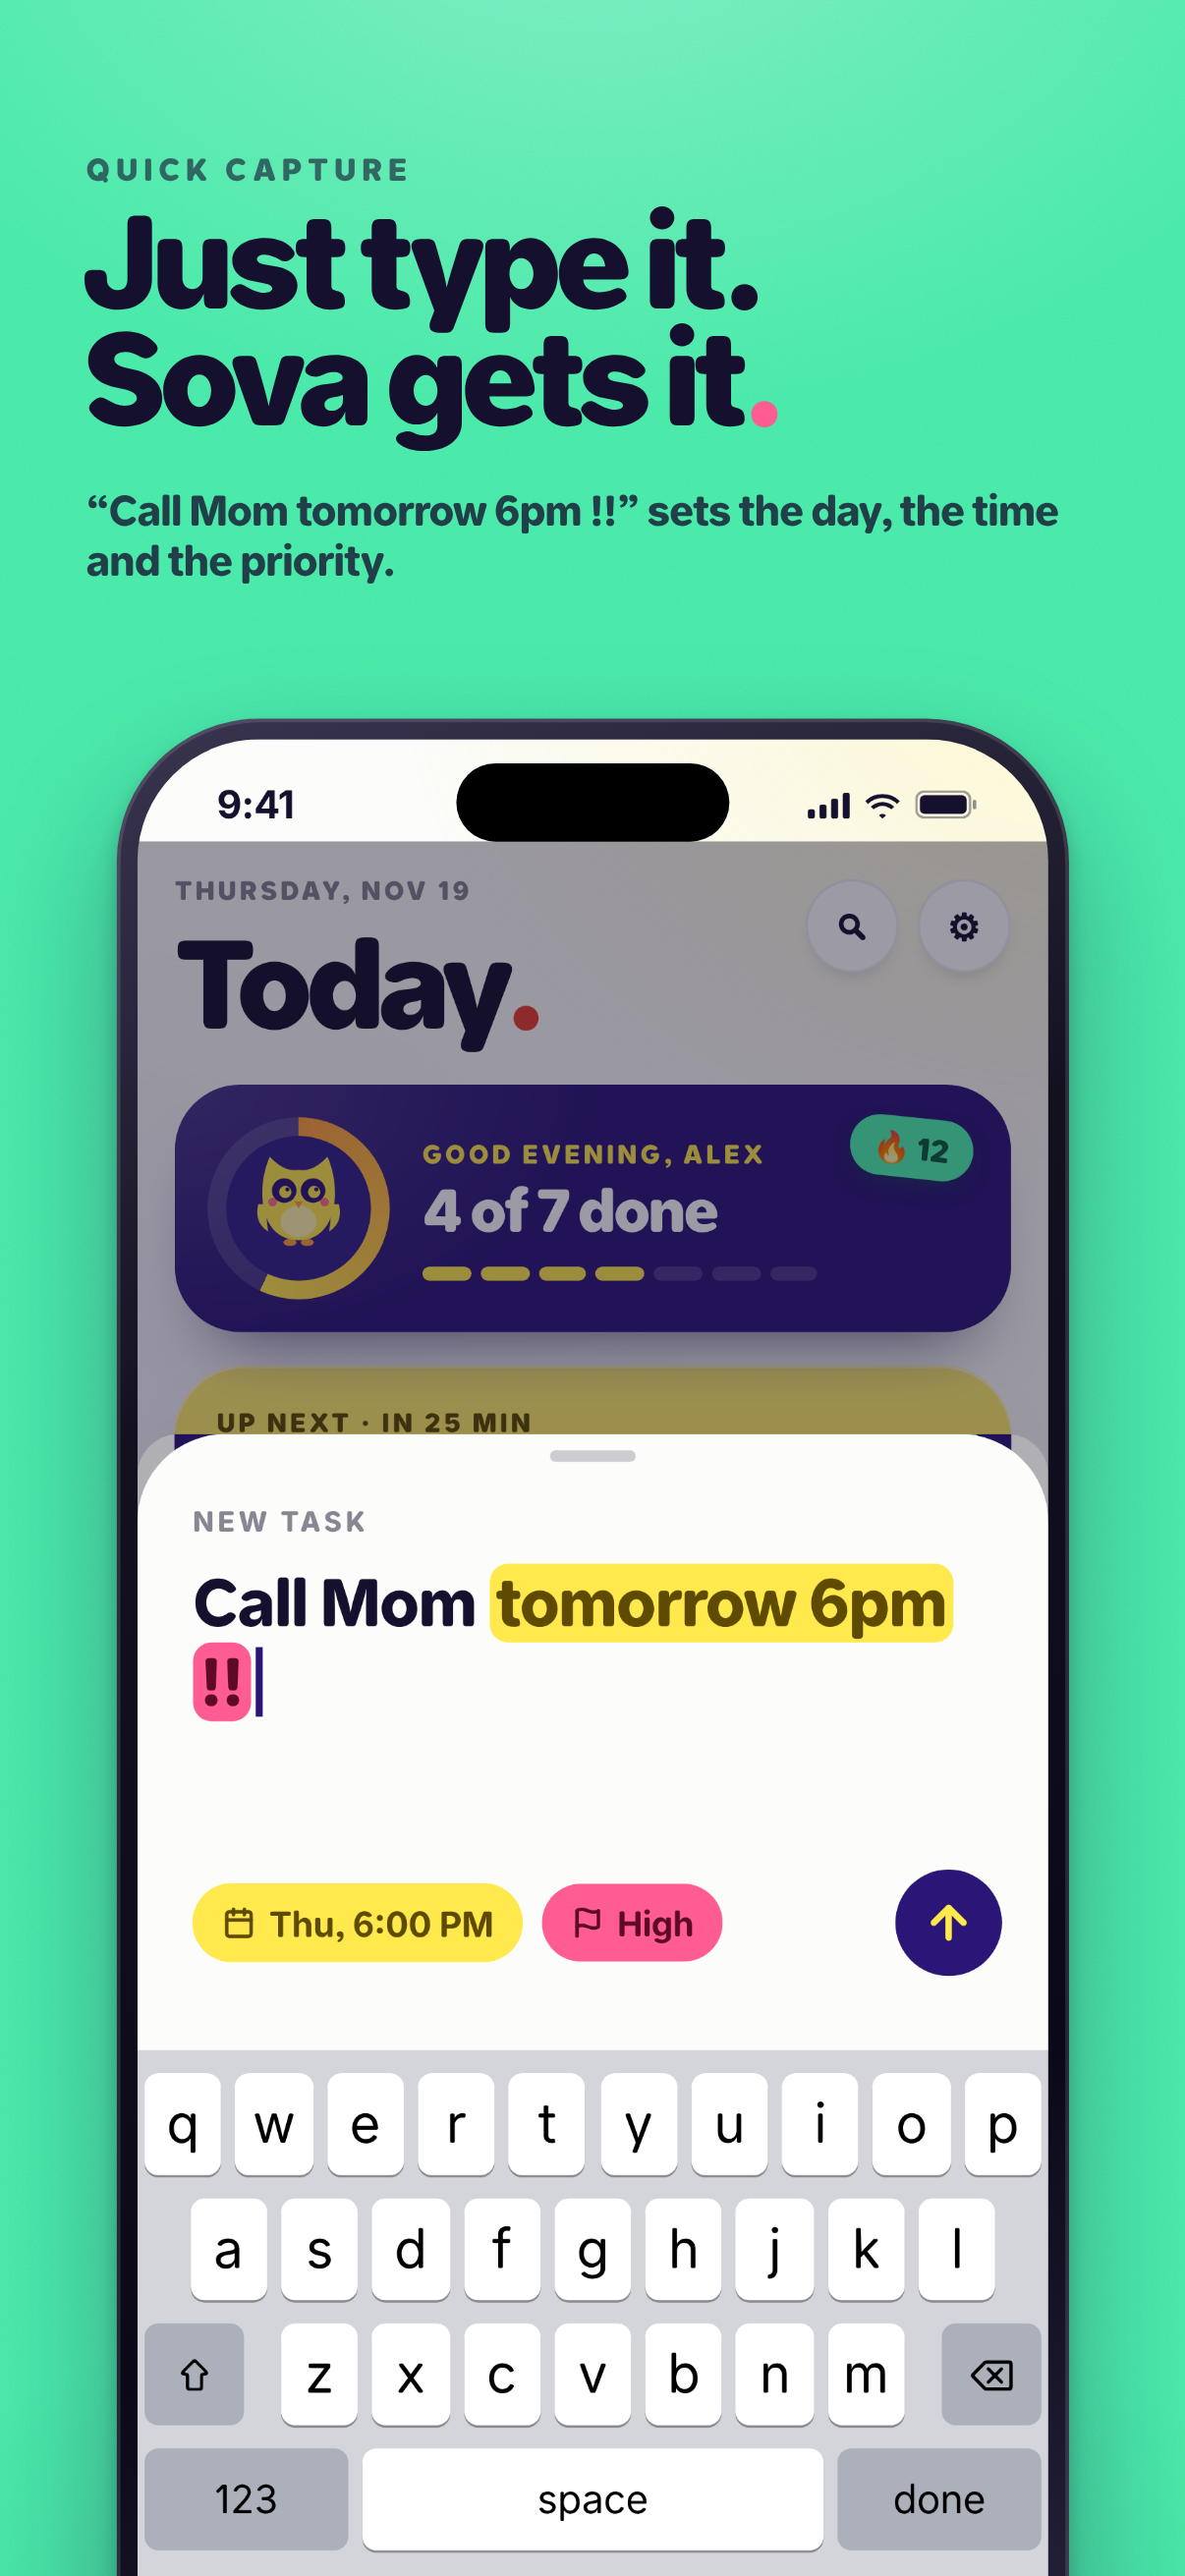 QUICK CAPTURE
Just type it.
Sova gets it.
“Call Mom tomorrow 6pm !!” sets the day, the time
and the priority.
9:41
THURSDAY, NOV 19
Today.
GOOD EVENING, ALEX
🔥 12
4 of 7 done
UP NEXT · IN 25 MIN
NEW TASK
Call Mom tomorrow 6pm
!!
Thu, 6:00 PM
High
q w e r t y u i o p
a s d f g h j k l
z x c v b n m
123 space done